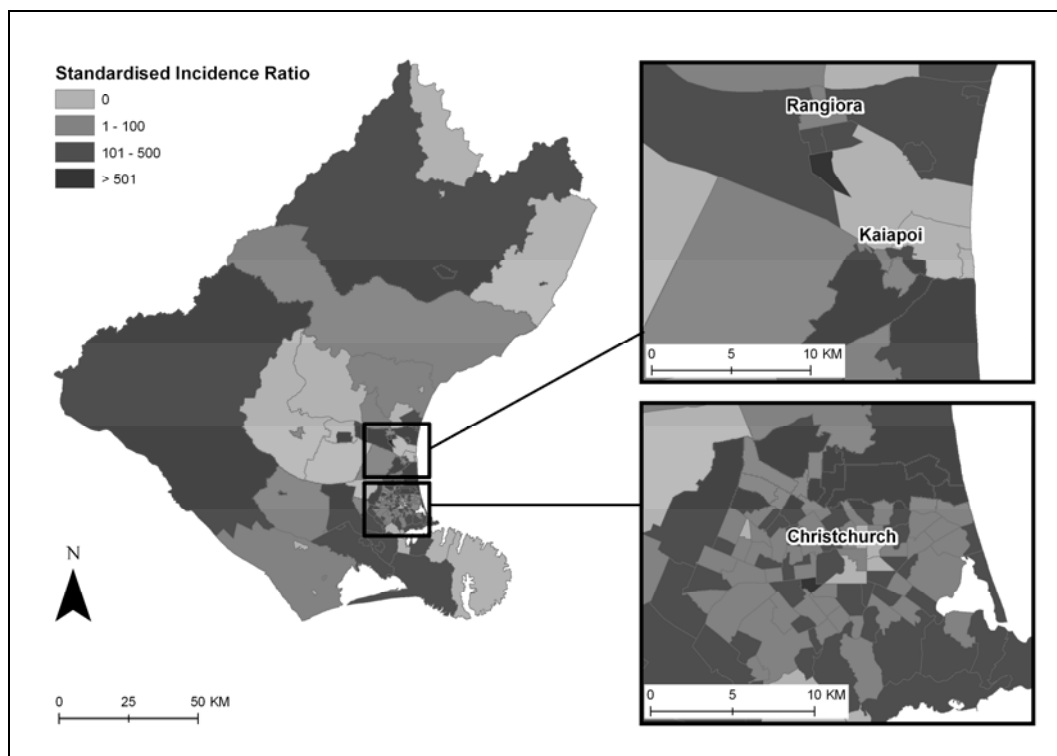 Standardised Incidence Ratio
0
1 - 100
101 - 500
> 501
N
0 25 50 KM
Rangiora
Kaiapoi
0 5 10 KM
Christchurch
0 5 10 KM